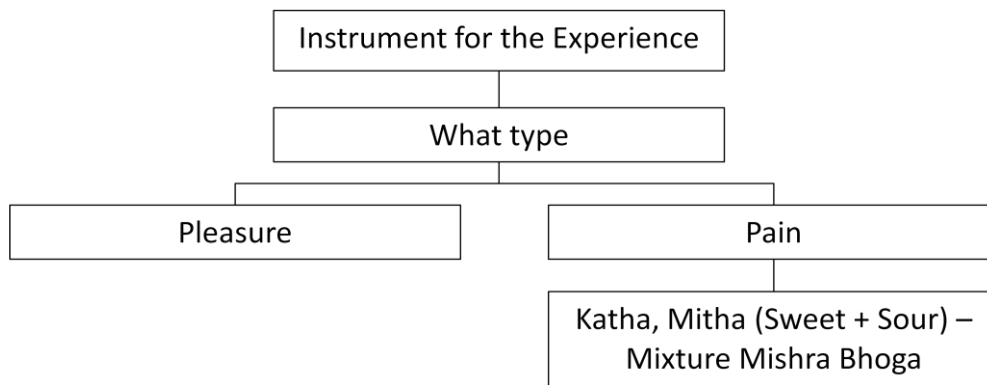 Instrument for the Experience
What type
Pleasure
Pain
Katha, Mitha (Sweet + Sour) –
Mixture Mishra Bhoga